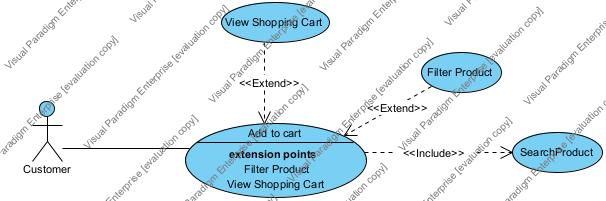 View Shopping Cart
Filter Product
<<Extend>>
<<Extend>>
Add to cart
extension points
Filter Product
View Shopping Cart
<<Include>>
SearchProduct
Customer
Visual Paradigm Enterprise [evaluation copy]